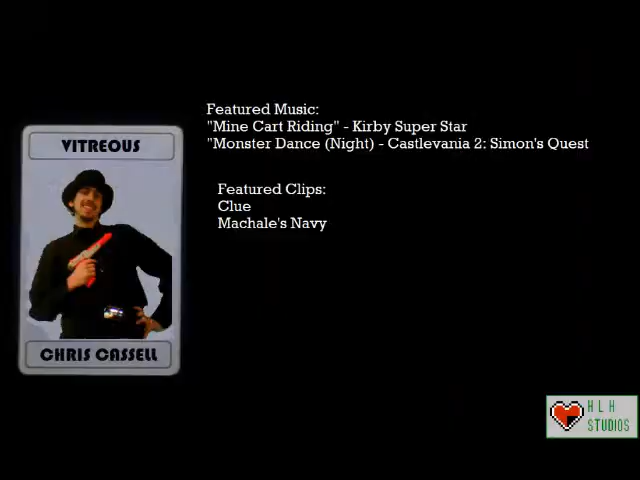 VITREOUS
CHRIS CASSELL
Featured Music:
"Mine Cart Riding" - Kirby Super Star
"Monster Dance (Night) - Castlevania 2: Simon's Quest
Featured Clips:
Clue
Machale's Navy
HLH
STUDIOS